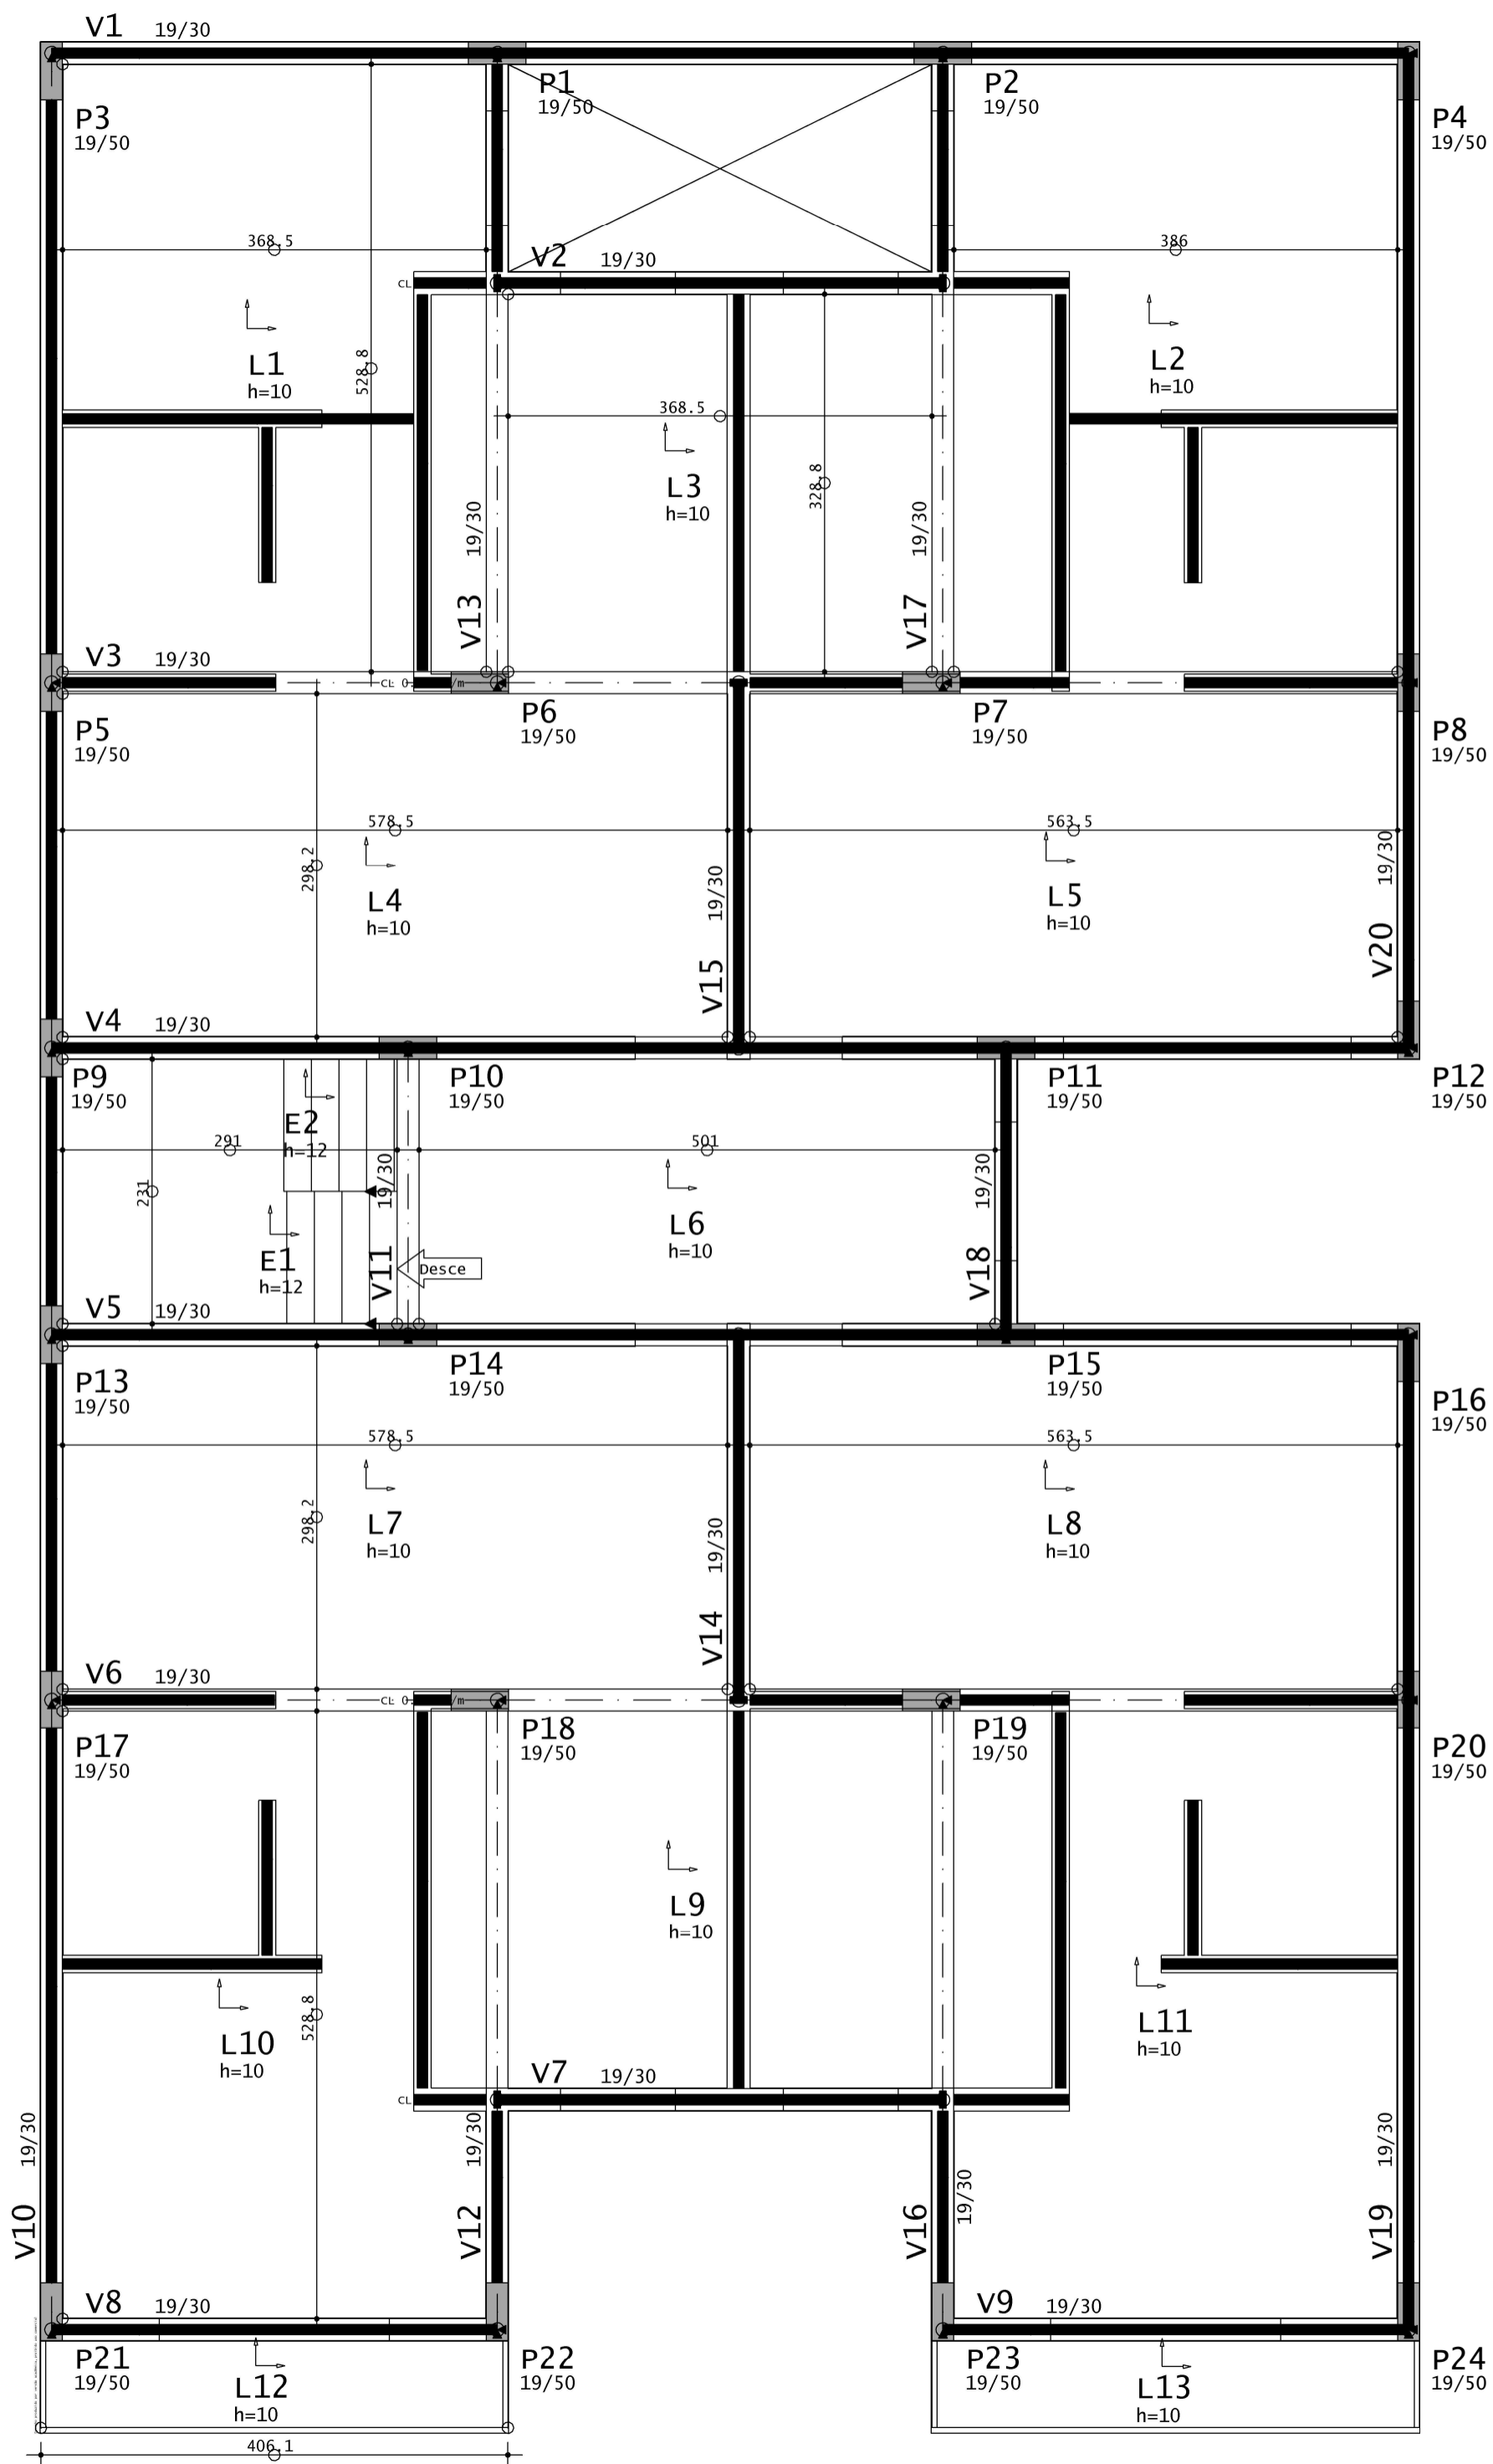 V1 19/30
P1
19/50
P2
19/50
P3
19/50
P4
19/50
368.5
V2 19/30
386
CL
L1
h=10
528.8
L2
h=10
368.5
L3
h=10
328.8
19/30
V13
19/30
V17
V3 19/30
CL 0. /m
P5
19/50
P6
19/50
P7
19/50
P8
19/50
578.5
563.5
298.2
L4
h=10
19/30
V15
L5
h=10
19/30
V20
V4 19/30
P9
19/50
P10
19/50
P11
19/50
P12
19/50
E2
h=12
291
501
231
19/30
V11
L6
h=10
19/30
V18
E1
h=12
Desce
V5 19/30
P13
19/50
P14
19/50
P15
19/50
P16
19/50
578.5
563.5
298.2
L7
h=10
19/30
V14
L8
h=10
V6 19/30
CL 0. /m
P17
19/50
P18
19/50
P19
19/50
P20
19/50
L9
h=10
L10
h=10
528.8
L11
h=10
V7 19/30
CL
19/30
V10
19/30
V12
19/30
V16
19/30
V19
V8 19/30
V9 19/30
P21
19/50
P22
19/50
P23
19/50
P24
19/50
L12
h=10
L13
h=10
406.1